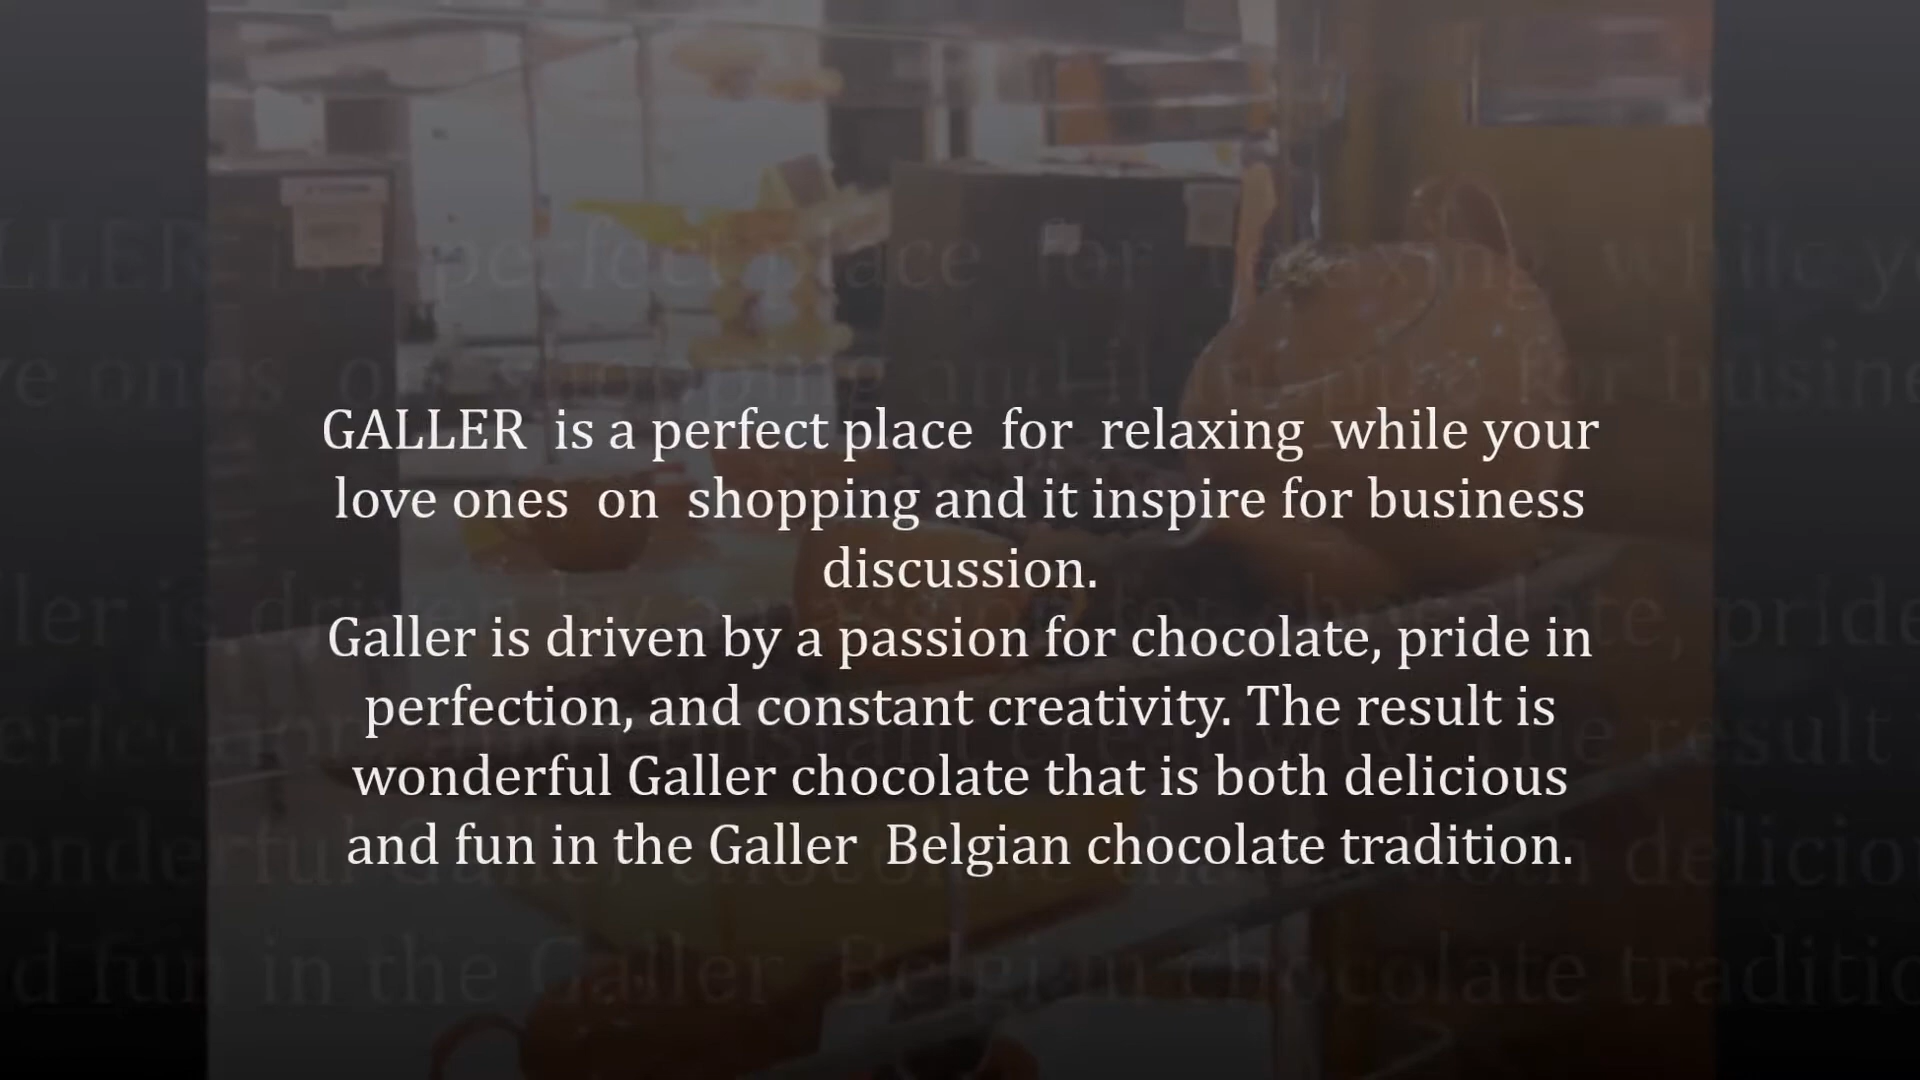 GALLER is a perfect place for relaxing while your
love ones on shopping and it inspire for business
discussion.
Galler is driven by a passion for chocolate, pride in
perfection, and constant creativity. The result is
wonderful Galler chocolate that is both delicious
and fun in the Galler Belgian chocolate tradition.